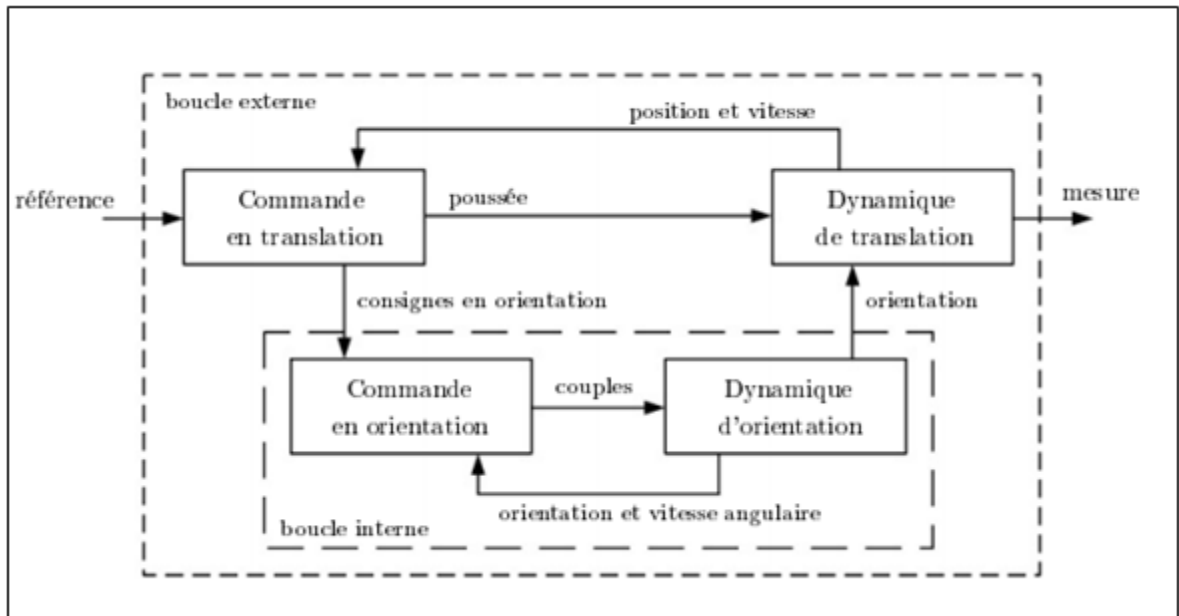 boucle externe
position et vitesse
référence
Commande
en translation
poussée
Dynamique
de translation
mesure
consignes en orientation
orientation
Commande
en orientation
couples
Dynamique
d'orientation
orientation et vitesse angulaire
boucle interne